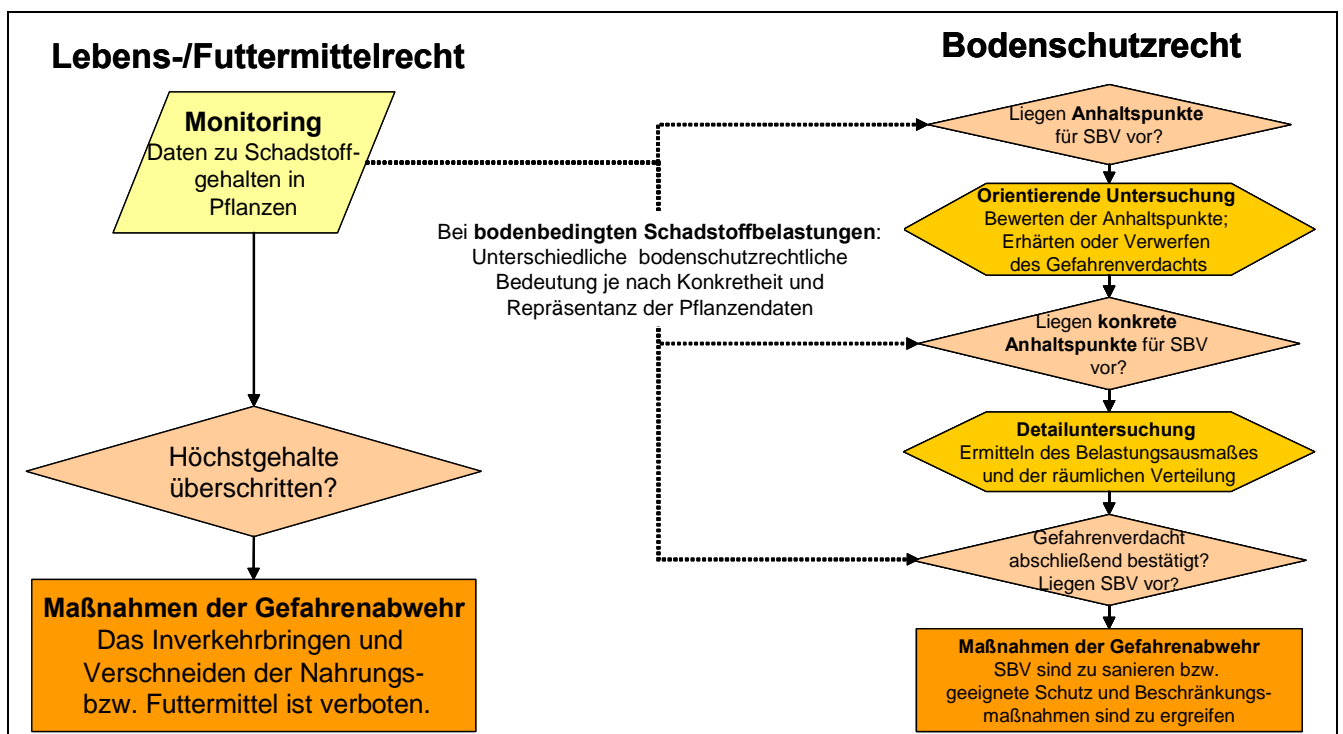 Lebens-/Futtermittelrecht
Monitoring
Daten zu Schadstoff-
gehalten in
Pflanzen
Höchstgehalte
überschritten?
Maßnahmen der Gefahrenabwehr
Das Inverkehrbringen und
Verschneiden der Nahrungs-
bzw. Futtermittel ist verboten.
Bei bodenbedingten Schadstoffbelastungen:
Unterschiedliche bodenschutzrechtliche
Bedeutung je nach Konkretheit und
Repräsentanz der Pflanzendaten
Bodenschutzrecht
Liegen Anhaltspunkte
für SBV vor?
Orientierende Untersuchung
Bewerten der Anhaltspunkte;
Erhärten oder Verwerfen
des Gefahrenverdachts
Liegen konkrete
Anhaltspunkte für SBV
vor?
Detailuntersuchung
Ermitteln des Belastungsausmaßes
und der räumlichen Verteilung
Gefahrenverdacht
abschließend bestätigt?
Liegen SBV vor?
Maßnahmen der Gefahrenabwehr
SBV sind zu sanieren bzw.
geeignete Schutz und Beschränkungs-
maßnahmen sind zu ergreifen